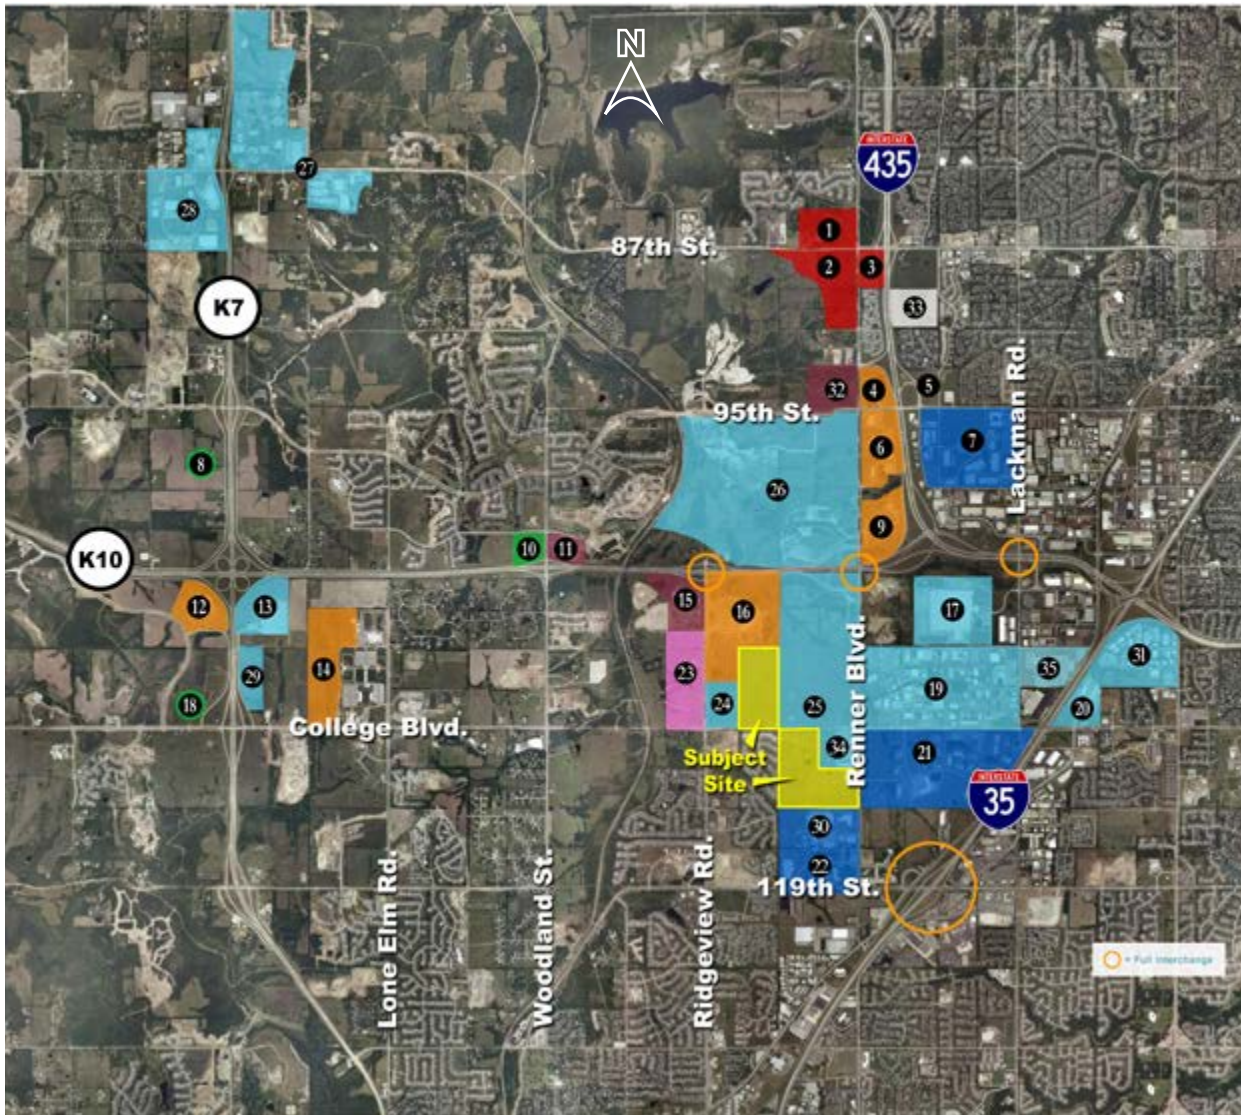 N
INTERSTATE
435
27
28
1
87th St.
2
3
K7
33
Lackman Rd.
32
4
5
95th St.
6
7
8
26
9
K10
10
11
12
13
15
16
17
14
29
23
31
35
19
18
24
25
20
College Blvd.
Renner Blvd.
Subject
Site
34
21
INTERSTATE
35
30
22
119th St.
Lone Elm Rd.
Woodland St.
Ridgeview Rd.
= Full Interchange